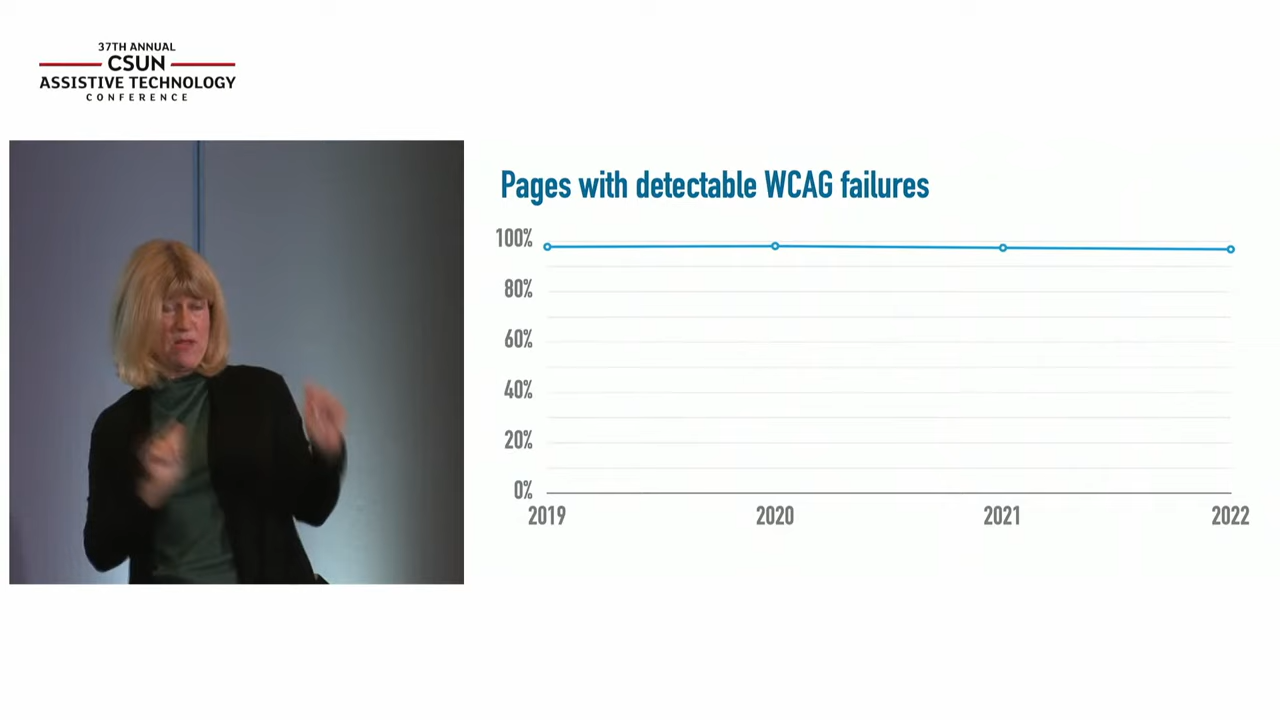 37TH ANNUAL
CSUN
ASSISTIVE TECHNOLOGY
CONFERENCE
Pages with detectable WCAG failures
100%
80%
60%
40%
20%
0%
2019 2020 2021 2022